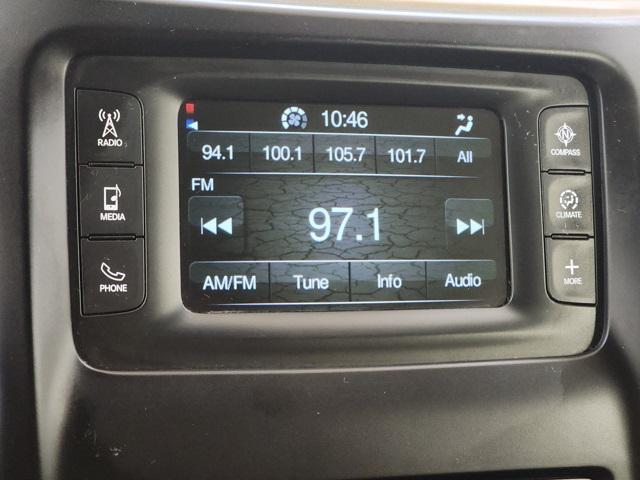 10:46
94.1 100.1 105.7 101.7 All
FM
97.1
AM/FM Tune Info Audio
RADIO
MEDIA
PHONE
COMPASS
CLIMATE
MORE